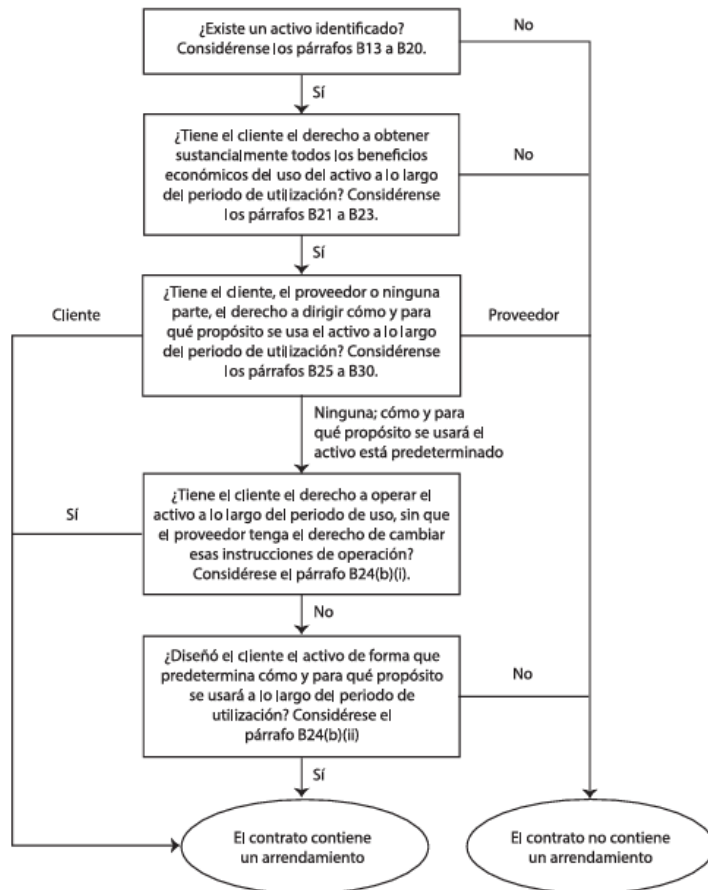 ¿Existe un activo identificado?
Considérense los párrafos B13 a B20.
No
Sí
¿Tiene el cliente el derecho a obtener
sustancialmente todos los beneficios
económicos del uso del activo a lo largo
del periodo de utilización? Considérense
los párrafos B21 a B23.
No
Sí
¿Tiene el cliente, el proveedor o ninguna
parte, el derecho a dirigir cómo y para
qué propósito se usa el activo a lo largo
del periodo de utilización? Considérense
los párrafos B25 a B30.
Cliente
Proveedor
Ninguna; cómo y para
qué propósito se usará el
activo está predeterminado
¿Tiene el cliente el derecho a operar el
activo a lo largo del periodo de uso, sin que
el proveedor tenga el derecho de cambiar
esas instrucciones de operación?
Considérese el párrafo B24(b)(i).
Sí
No
¿Diseñó el cliente el activo de forma que
predetermina cómo y para qué propósito
se usará a lo largo del periodo de
utilización? Considérese el
párrafo B24(b)(ii)
No
Sí
El contrato contiene
un arrendamiento
El contrato no contiene
un arrendamiento